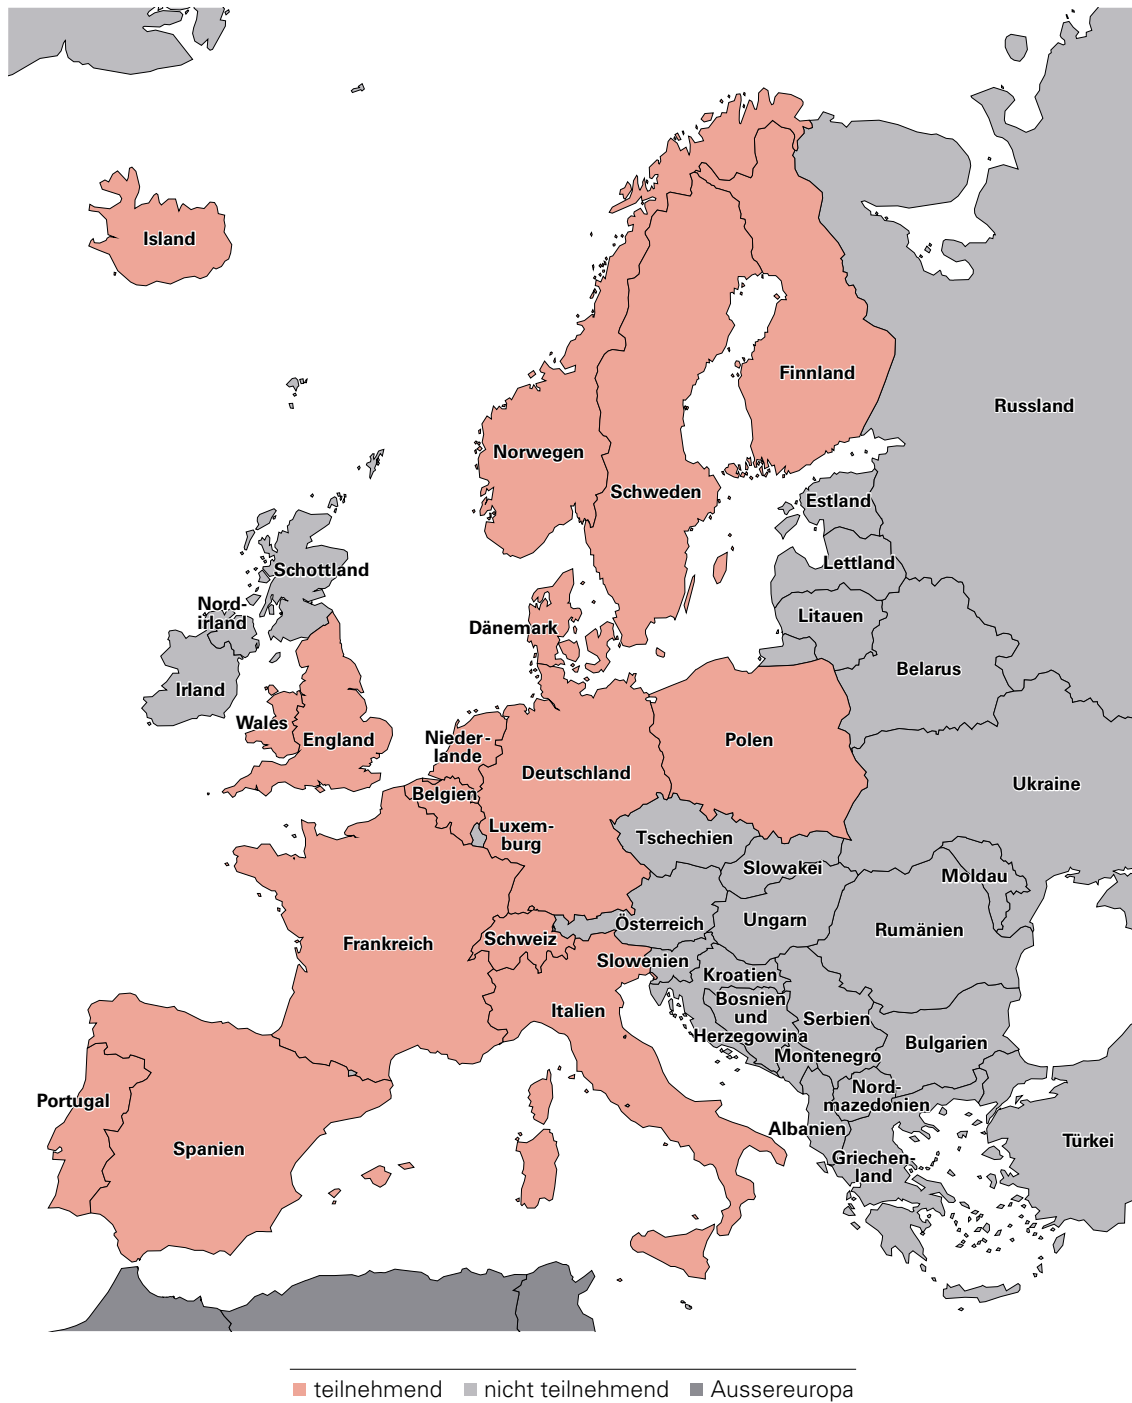 Island
Finnland
Russland
Norwegen
Schweden
Estland
Schottland
Lettland
Nord-
irland
Litauen
Dänemark
Belarus
Irland
Wales
England
Nieder-
lande
Polen
Deutschland
Ukraine
Belgien
Luxem-
burg
Tschechien
Slowakei
Moldau
Österreich
Ungarn
Rumänien
Frankreich
Schweiz
Slowenien
Kroatien
Italien
Bosnien
und
Herzegowina
Serbien
Bulgarien
Montenegro
Nord-
mazedonien
Portugal
Albanien
Türkei
Spanien
Griechen-
land
teilnehmend nicht teilnehmend Aussereuropa